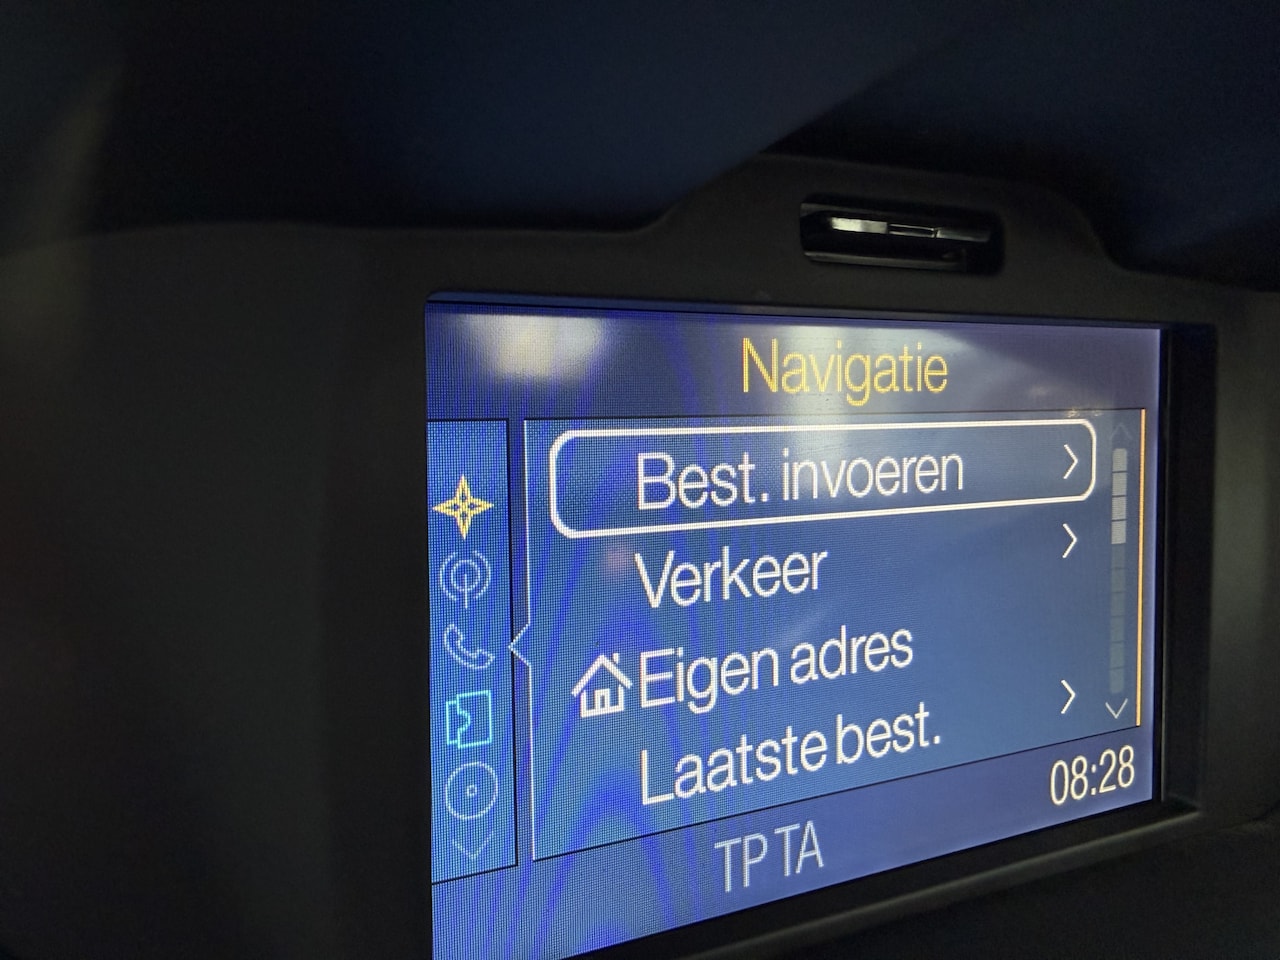 Navigatie
Best. invoeren
Verkeer
Eigen adres
Laatste best.
08:28
TP TA